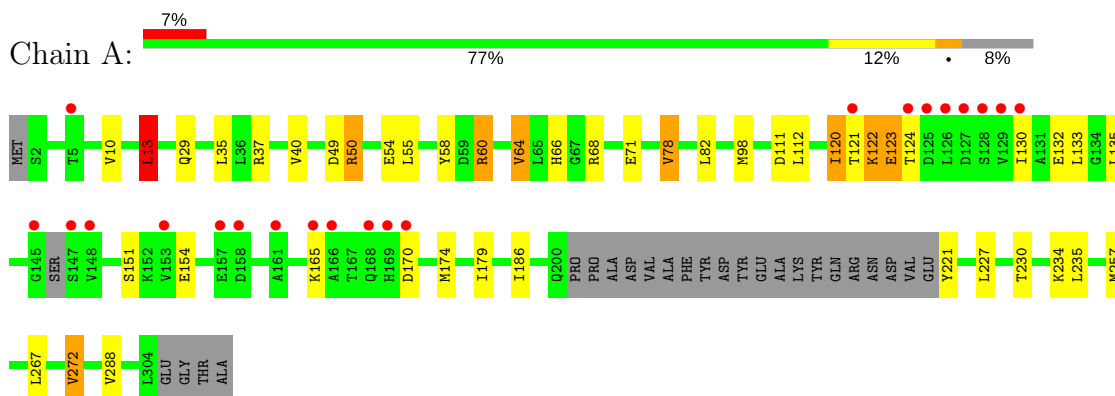 7%
Chain A:
77% 12% • 8%
MET S2 T5 V10 L13 Q29 L35 L36 R37 V40 D49 R50 E54 L55 Y58 D59 R60 V64 L65 H66 G67 R68 E71 V78 L82 M98 D111 L112 I120 T121 K122 E123 T124 D125 L126 D127 S128 V129 I130 A131 E132 L133 G134 L135
G145 SER S147 V148 S151 K152 V153 E154 E157 D158 A161 K165 A166 T167 Q168 H169 D170 M174 I179 I186 Q200 PRO PRO ALA ASP VAL ALA PHE TYR ASP TYR GLU ALA LYS TYR GLN ARG ASN ASP VAL GLU Y221 L227 T230 K234 L235 M257
L267 V272 V288 L304 GLU GLY THR ALA